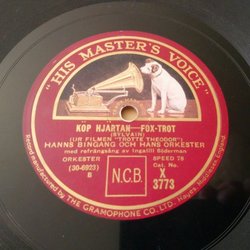 "HIS MASTER'S VOICE"
KÖP HJÄRTAN—FOX-TROT
(SYLVAIN)
(UR FILMEN "TROTTE THEODOR")
HANNS BINGANG OCH HANS ORKESTER
med refrängsång av Ingalill Söderman
ORKESTER
SPEED 78
(30-6923)
Cat. No.
B
N.C.B.
X
3773
Manufactured by THE GRAMOPHONE CO. LTD. Hayes, Middlesex, England.